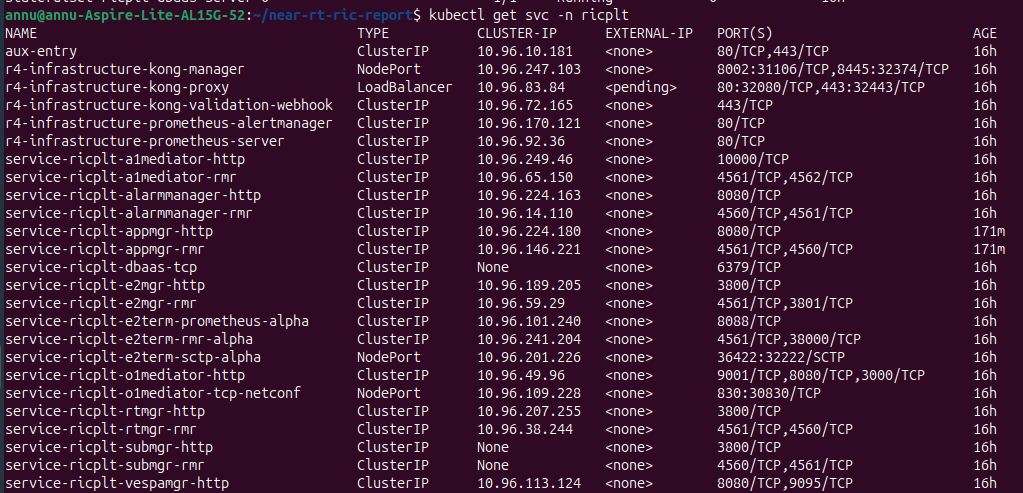 statefulset-ricplt-dbaas-server-0 1/1 Running 0 16h
annu@annu-Aspire-Lite-AL15G-52:~/near-rt-ric-report$ kubectl get svc -n ricplt
NAME TYPE CLUSTER-IP EXTERNAL-IP PORT(S) AGE
aux-entry ClusterIP 10.96.10.181 <none> 80/TCP,443/TCP 16h
r4-infrastructure-kong-manager NodePort 10.96.247.103 <none> 8002:31106/TCP,8445:32374/TCP 16h
r4-infrastructure-kong-proxy LoadBalancer 10.96.83.84 <pending> 80:32080/TCP,443:32443/TCP 16h
r4-infrastructure-kong-validation-webhook ClusterIP 10.96.72.165 <none> 443/TCP 16h
r4-infrastructure-prometheus-alertmanager ClusterIP 10.96.170.121 <none> 80/TCP 16h
r4-infrastructure-prometheus-server ClusterIP 10.96.92.36 <none> 80/TCP 16h
service-ricplt-a1mediator-http ClusterIP 10.96.249.46 <none> 10000/TCP 16h
service-ricplt-a1mediator-rmr ClusterIP 10.96.65.150 <none> 4561/TCP,4562/TCP 16h
service-ricplt-alarmmanager-http ClusterIP 10.96.224.163 <none> 8080/TCP 16h
service-ricplt-alarmmanager-rmr ClusterIP 10.96.14.110 <none> 4560/TCP,4561/TCP 16h
service-ricplt-appmgr-http ClusterIP 10.96.224.180 <none> 8080/TCP 171m
service-ricplt-appmgr-rmr ClusterIP 10.96.146.221 <none> 4561/TCP,4560/TCP 171m
service-ricplt-dbaas-tcp ClusterIP None <none> 6379/TCP 16h
service-ricplt-e2mgr-http ClusterIP 10.96.189.205 <none> 3800/TCP 16h
service-ricplt-e2mgr-rmr ClusterIP 10.96.59.29 <none> 4561/TCP,3801/TCP 16h
service-ricplt-e2term-prometheus-alpha ClusterIP 10.96.101.240 <none> 8088/TCP 16h
service-ricplt-e2term-rmr-alpha ClusterIP 10.96.241.204 <none> 4561/TCP,38000/TCP 16h
service-ricplt-e2term-sctp-alpha NodePort 10.96.201.226 <none> 36422:32222/SCTP 16h
service-ricplt-o1mediator-http ClusterIP 10.96.49.96 <none> 9001/TCP,8080/TCP,3000/TCP 16h
service-ricplt-o1mediator-tcp-netconf NodePort 10.96.109.228 <none> 830:30830/TCP 16h
service-ricplt-rtmgr-http ClusterIP 10.96.207.255 <none> 3800/TCP 16h
service-ricplt-rtmgr-rmr ClusterIP 10.96.38.244 <none> 4561/TCP,4560/TCP 16h
service-ricplt-submgr-http ClusterIP None <none> 3800/TCP 16h
service-ricplt-submgr-rmr ClusterIP None <none> 4560/TCP,4561/TCP 16h
service-ricplt-vespamgr-http ClusterIP 10.96.113.124 <none> 8080/TCP,9095/TCP 16h